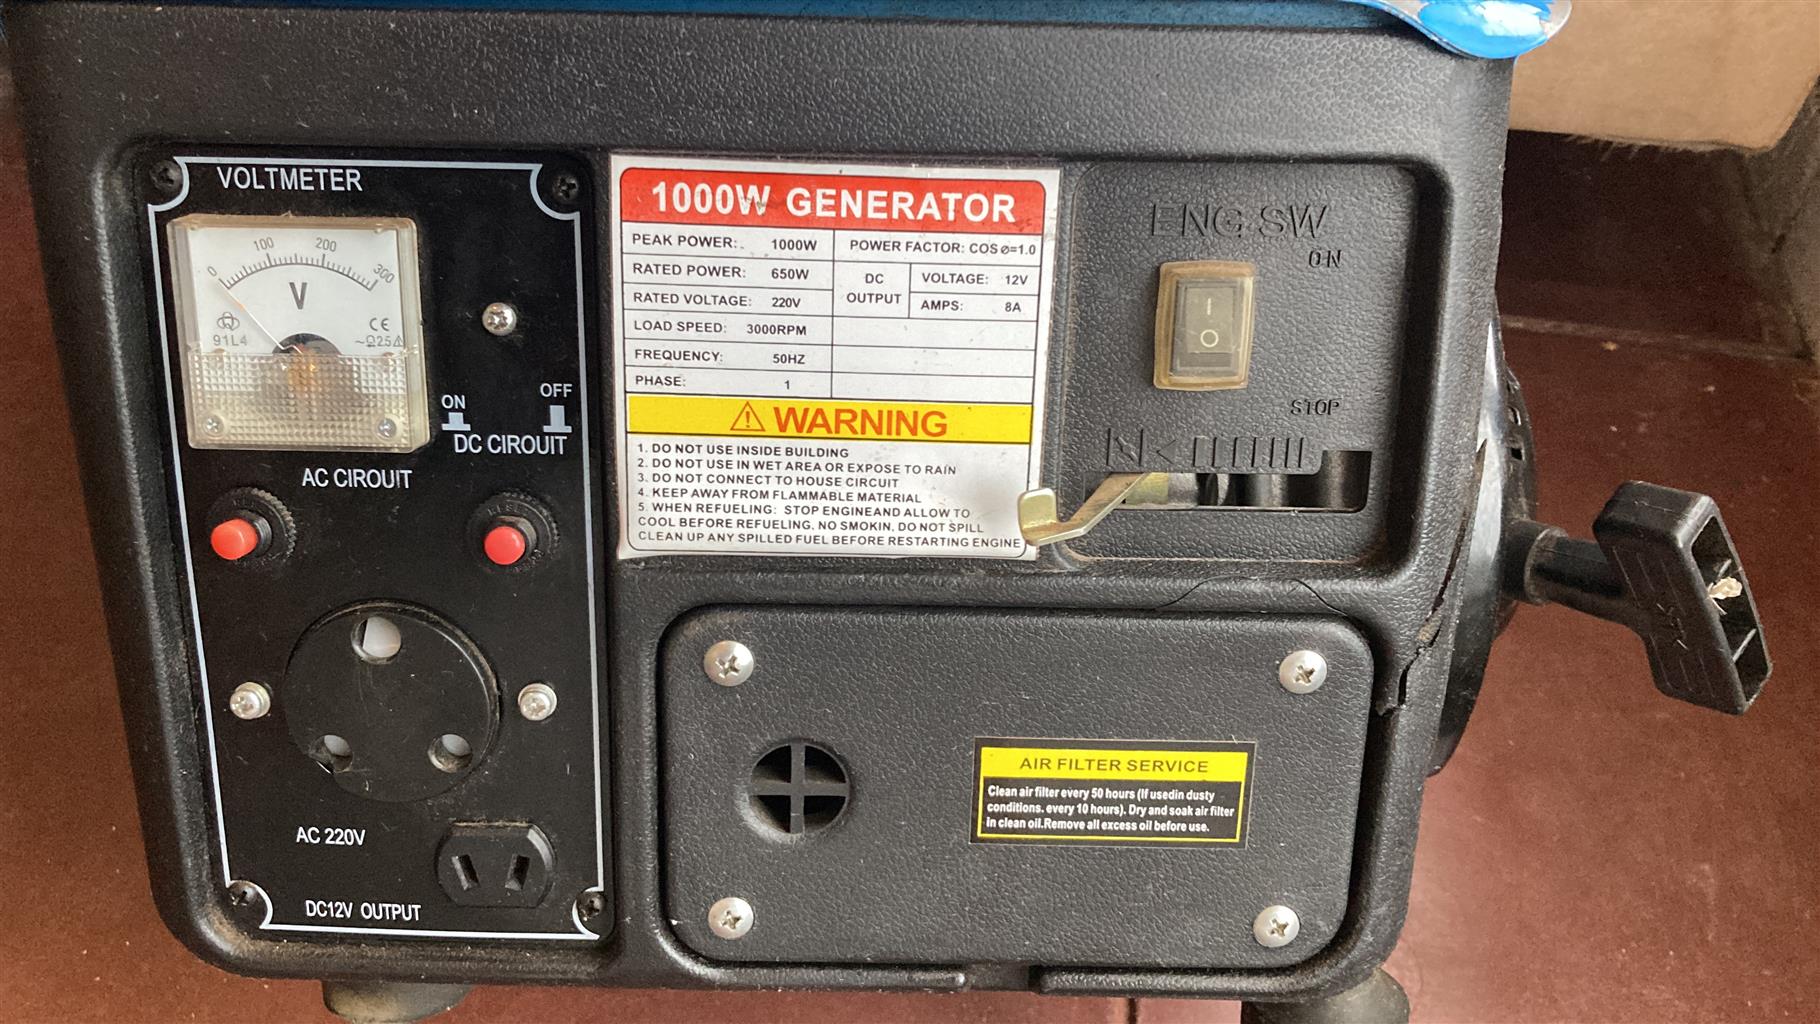 VOLTMETER
0 100 200 300
V
91L4
CE
~Ω2.5
ON
OFF
DC CIROUIT
AC CIROUIT
AC 220V
DC12V OUTPUT
1000W GENERATOR
PEAK POWER: 1000W
POWER FACTOR: COS ø=1.0
RATED POWER: 650W
DC OUTPUT
VOLTAGE: 12V
RATED VOLTAGE: 220V
AMPS: 8A
LOAD SPEED: 3000RPM
FREQUENCY: 50HZ
PHASE: 1
WARNING
1. DO NOT USE INSIDE BUILDING
2. DO NOT USE IN WET AREA OR EXPOSE TO RAIN
3. DO NOT CONNECT TO HOUSE CIRCUIT
4. KEEP AWAY FROM FLAMMABLE MATERIAL
5. WHEN REFUELING: STOP ENGINEAND ALLOW TO
COOL BEFORE REFUELING, NO SMOKIN, DO NOT SPILL
CLEAN UP ANY SPILLED FUEL BEFORE RESTARTING ENGINE
ENG.SW
ON
I
O
STOP
AIR FILTER SERVICE
Clean air filter every 50 hours (If usedin dusty
conditions. every 10 hours). Dry and soak air filter
in clean oil.Remove all excess oil before use.